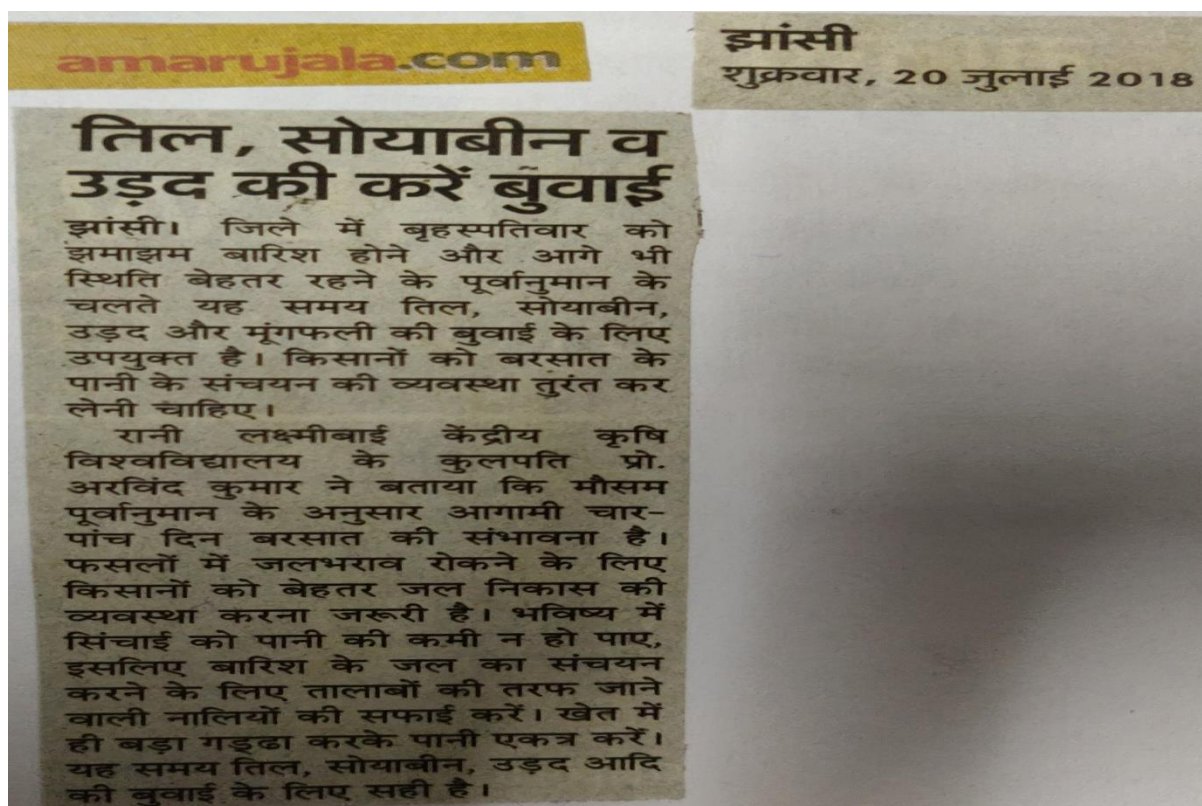 amarujala.com
झांसी
शुक्रवार, 20 जुलाई 2018
तिल, सोयाबीन व
उड़द की करें बुवाई
झांसी। जिले में बृहस्पतिवार को
झमाझम बारिश होने और आगे भी
स्थिति बेहतर रहने के पूर्वानुमान के
चलते यह समय तिल, सोयाबीन,
उड़द और मूंगफली की बुवाई के लिए
उपयुक्त है। किसानों को बरसात के
पानी के संचयन की व्यवस्था तुरंत कर
लेनी चाहिए।
रानी लक्ष्मीबाई केंद्रीय कृषि
विश्वविद्यालय के कुलपति प्रो.
अरविंद कुमार ने बताया कि मौसम
पूर्वानुमान के अनुसार आगामी चार-
पांच दिन बरसात की संभावना है।
फसलों में जलभराव रोकने के लिए
किसानों को बेहतर जल निकास की
व्यवस्था करना जरूरी है। भविष्य में
सिंचाई को पानी की कमी न हो पाए,
इसलिए बारिश के जल का संचयन
करने के लिए तालाबों की तरफ जाने
वाली नालियों की सफाई करें। खेत में
ही बड़ा गड्ढा करके पानी एकत्र करें।
यह समय तिल, सोयाबीन, उड़द आदि
की बुवाई के लिए सही है।